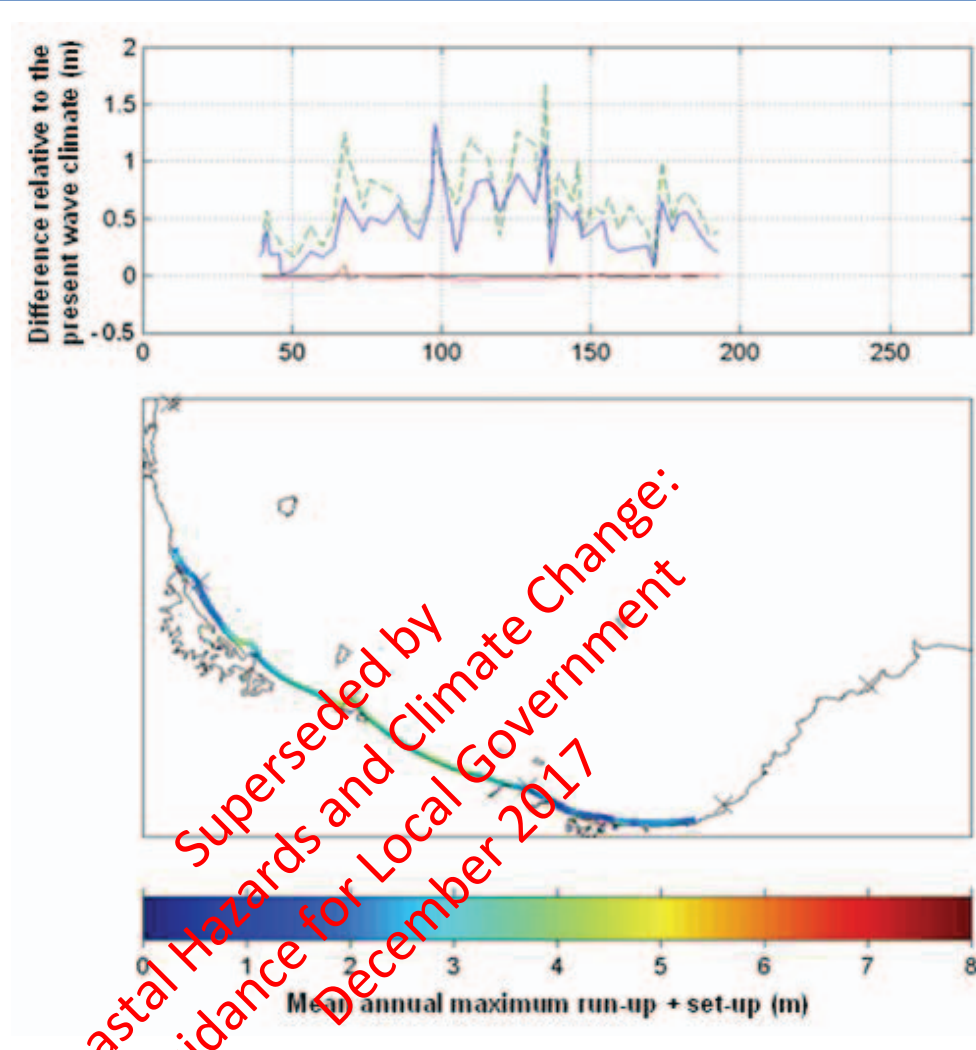 Difference relative to the
present wave climate (m)
2
1.5
1
0.5
0
-0.5
0 50 100 150 200 250
Superseded by
astal Hazards and Climate Change:
idance for Local Government
December 2017
0 1 2 3 4 5 6 7 8
Mean annual maximum run-up + set-up (m)